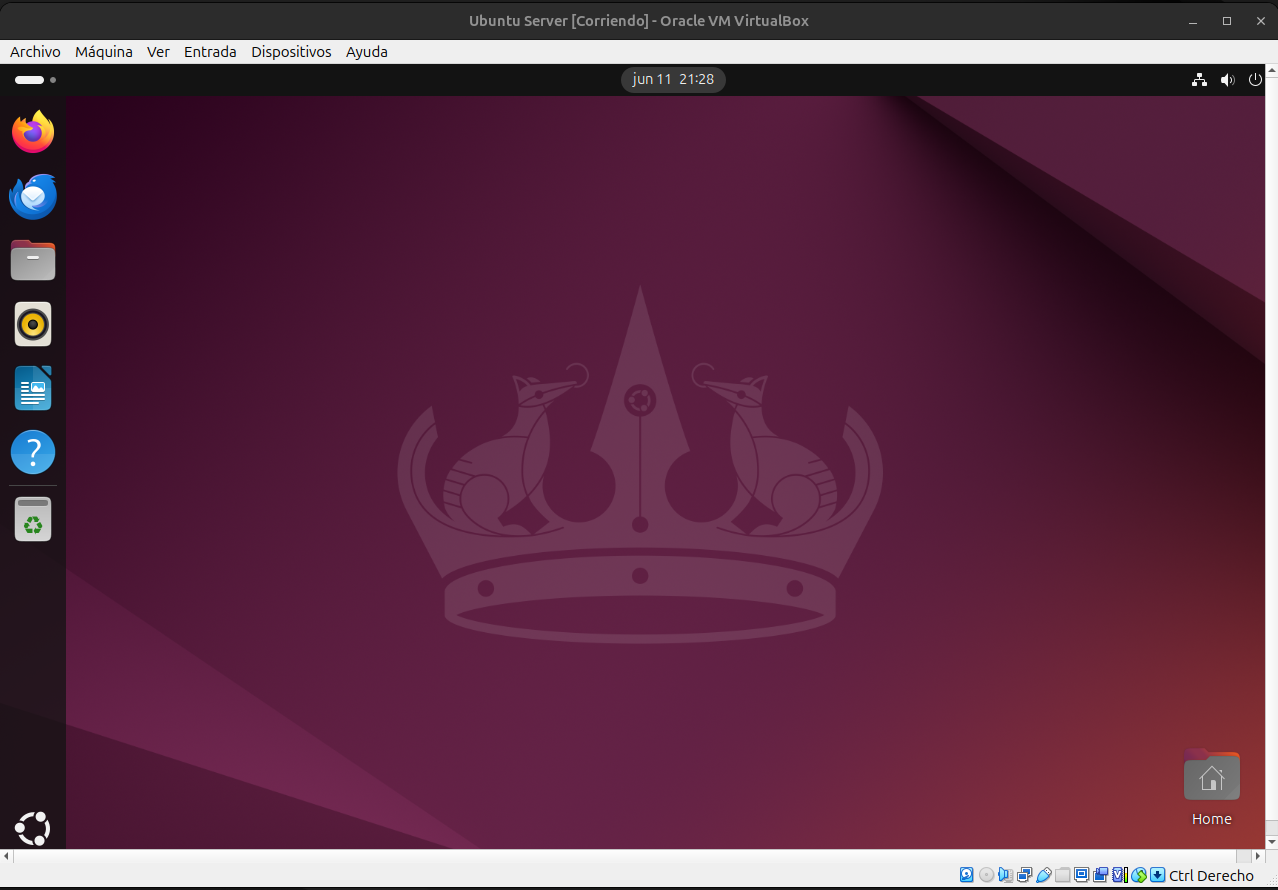 Ubuntu Server [Corriendo] - Oracle VM VirtualBox
Archivo Máquina Ver Entrada Dispositivos Ayuda
jun 11 21:28
?
Home
Ctrl Derecho